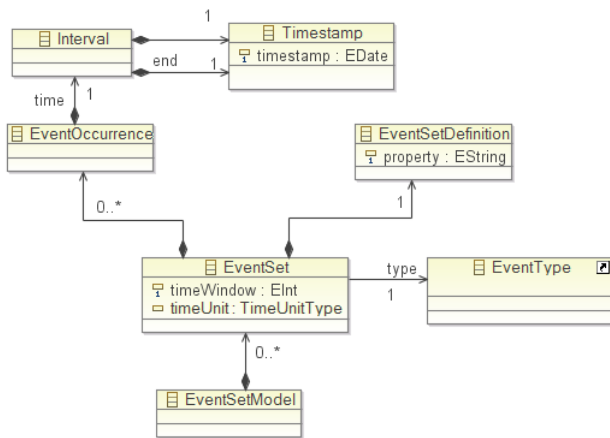 1
Interval
Timestamp
timestamp : EDate
end
1
time
1
EventOccurrence
EventSetDefinition
property : EString
0..*
1
EventSet
timeWindow : EInt
timeUnit : TimeUnitType
type
1
EventType
0..*
EventSetModel